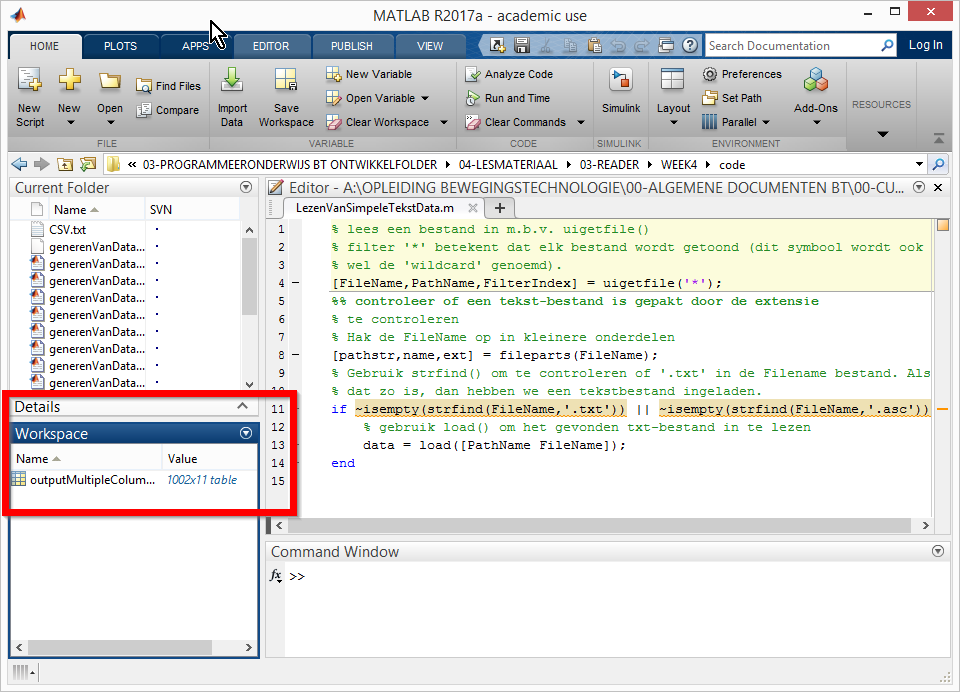 MATLAB R2017a - academic use
HOME PLOTS APPS EDITOR PUBLISH VIEW Search Documentation Log In
New Script New Open Find Files Compare Import Data Save Workspace New Variable Open Variable Clear Workspace Analyze Code Run and Time Clear Commands Simulink Layout Preferences Set Path Parallel Add-Ons RESOURCES
FILE VARIABLE CODE SIMULINK ENVIRONMENT
« 03-PROGRAMMEERONDERWIJS BT ONTWIKKELFOLDER 04-LESMATERIAAL 03-READER WEEK4 code
Current Folder
Name SVN
CSV.txt
generenVanData...
generenVanData...
generenVanData...
generenVanData...
generenVanData...
generenVanData...
generenVanData...
generenVanData...
generenVanData...
Details
Workspace
Name Value
outputMultipleColum... 1002x11 table
Editor - A:\OPLEIDING BEWEGINGSTECHNOLOGIE\00-ALGEMENE DOCUMENTEN BT\00-CU...
LezenVanSimpeleTekstData.m
1 % lees een bestand in m.b.v. uigetfile()
2 % filter '*' betekent dat elk bestand wordt getoond (dit symbool wordt ook
3 % wel de 'wildcard' genoemd).
4 [FileName,PathName,FilterIndex] = uigetfile('*');
5 %% controleer of een tekst-bestand is gepakt door de extensie
6 % te controleren
7 % Hak de FileName op in kleinere onderdelen
8 [pathstr,name,ext] = fileparts(FileName);
9 % Gebruik strfind() om te controleren of '.txt' in de Filename bestand. Als
10 % dat zo is, dan hebben we een tekstbestand ingeladen.
11 if ~isempty(strfind(FileName,'.txt')) || ~isempty(strfind(FileName,'.asc'))
12 % gebruik load() om het gevonden txt-bestand in te lezen
13 data = load([PathName FileName]);
14 end
15
Command Window
fx >>